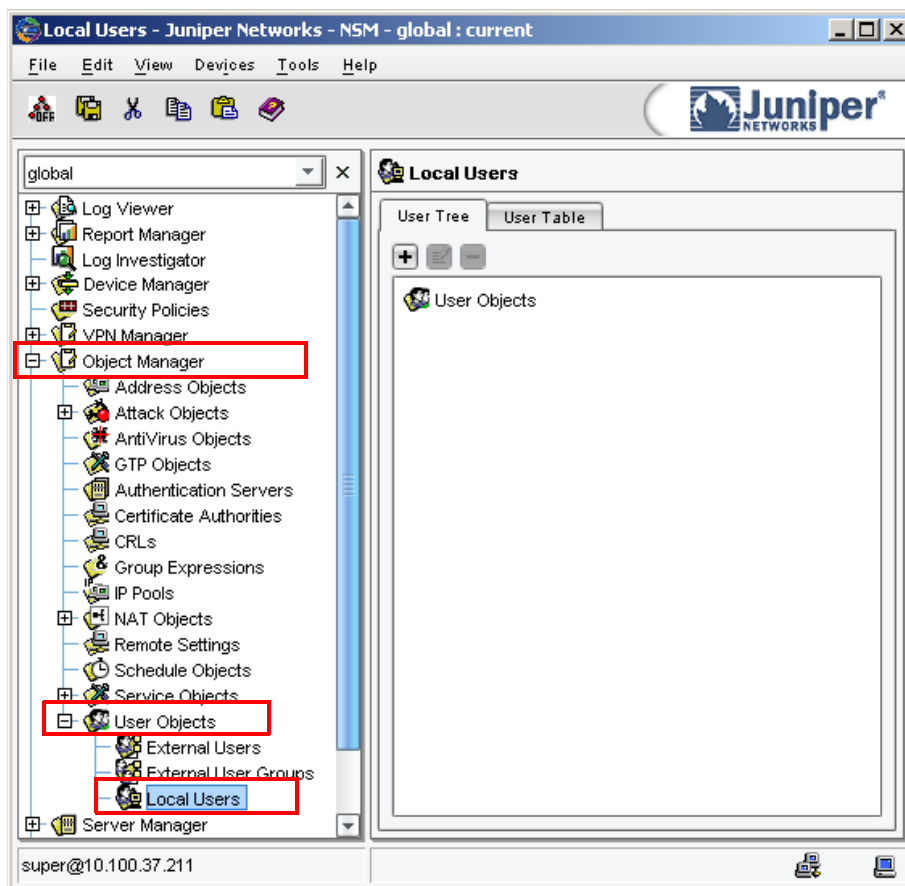 Local Users - Juniper Networks - NSM - global : current
File Edit View Devices Tools Help
OFF
Juniper®
NETWORKS
global
Local Users
Log Viewer
Report Manager
Log Investigator
Device Manager
Security Policies
VPN Manager
Object Manager
Address Objects
Attack Objects
AntiVirus Objects
GTP Objects
Authentication Servers
Certificate Authorities
CRLs
Group Expressions
IP
IP Pools
NAT Objects
Remote Settings
Schedule Objects
Service Objects
User Objects
External Users
External User Groups
Local Users
Server Manager
User Tree User Table
User Objects
super@10.100.37.211